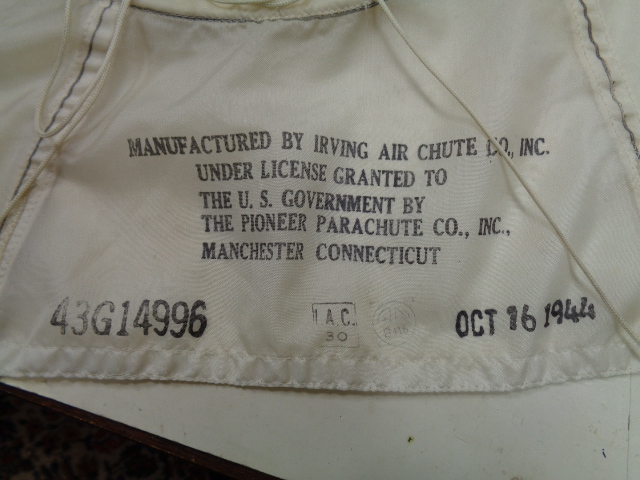 MANUFACTURED BY IRVING AIR CHUTE CO., INC.
UNDER LICENSE GRANTED TO
THE U. S. GOVERNMENT BY
THE PIONEER PARACHUTE CO., INC.,
MANCHESTER CONNECTICUT
43G14996
I.A.C.
30
OCT 16 1944